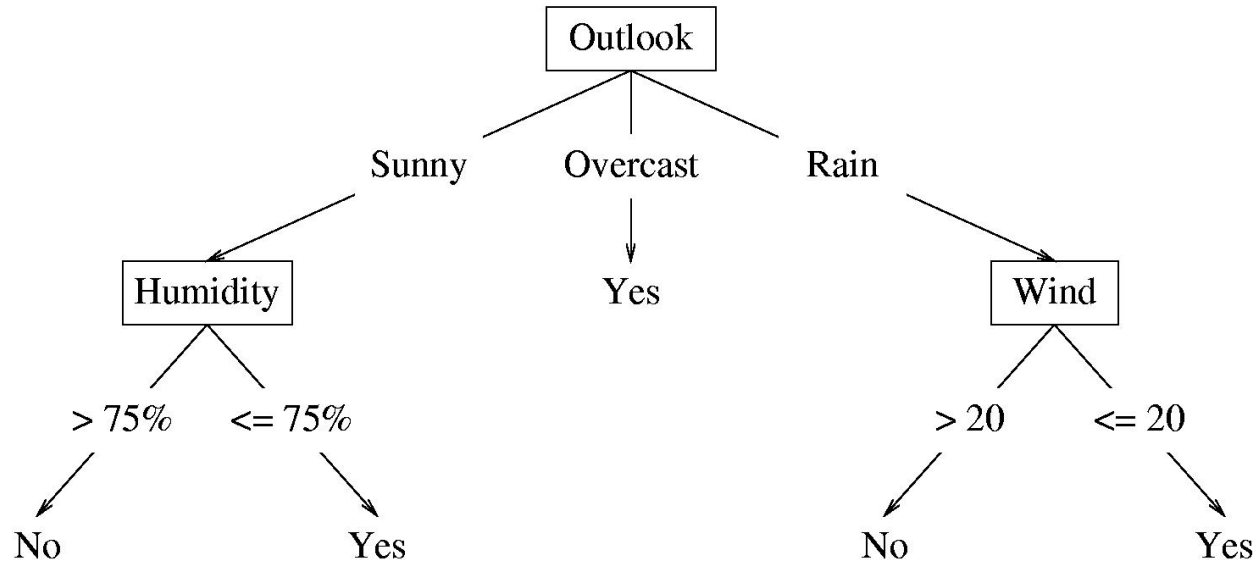 Outlook
Sunny Overcast Rain
Humidity Yes Wind
> 75% <= 75% > 20 <= 20
No Yes No Yes